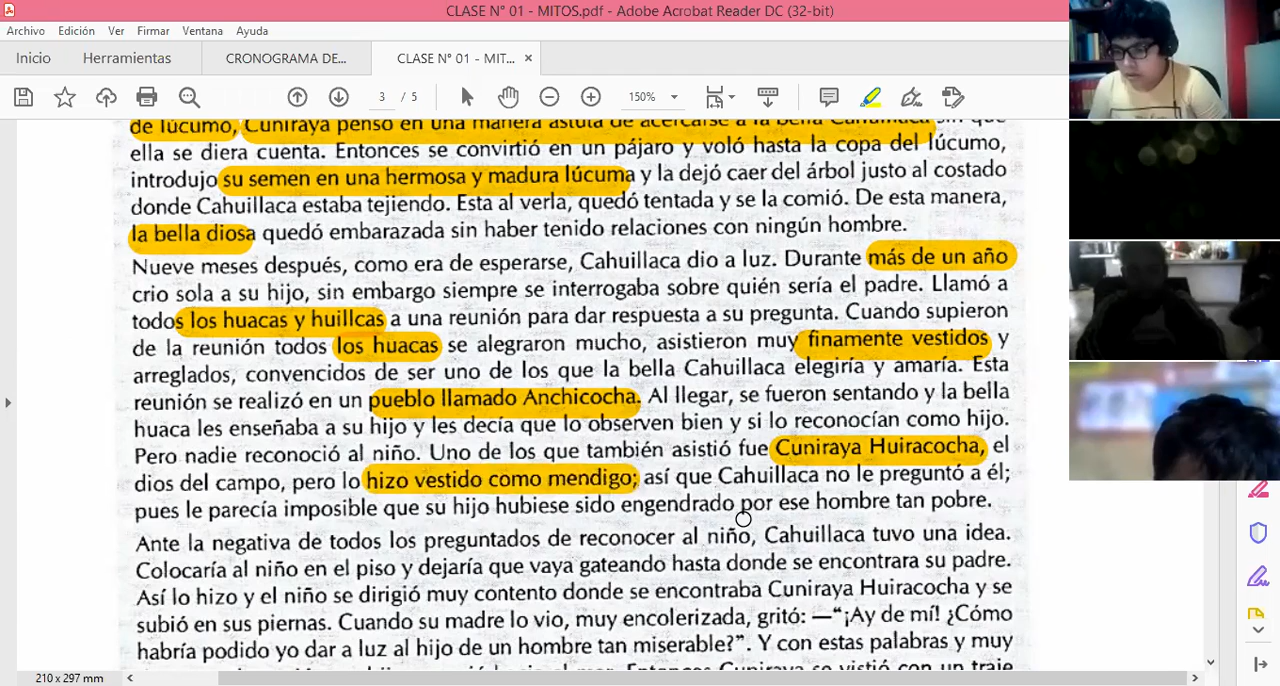 CLASE N° 01 - MITOS.pdf - Adobe Acrobat Reader DC (32-bit)
Archivo Edición Ver Firmar Ventana Ayuda
Inicio Herramientas CRONOGRAMA DE... CLASE N° 01 - MIT... ×
3 / 5 150%
de lúcumo, Cuniraya pensó en una manera astuta de acercarse a la bella Cahuillaca sin que
ella se diera cuenta. Entonces se convirtió en un pájaro y voló hasta la copa del lúcumo,
introdujo su semen en una hermosa y madura lúcuma y la dejó caer del árbol justo al costado
donde Cahuillaca estaba tejiendo. Esta al verla, quedó tentada y se la comió. De esta manera,
la bella diosa quedó embarazada sin haber tenido relaciones con ningún hombre.
Nueve meses después, como era de esperarse, Cahuillaca dio a luz. Durante más de un año
crio sola a su hijo, sin embargo siempre se interrogaba sobre quién sería el padre. Llamó a
todos los huacas y huillcas a una reunión para dar respuesta a su pregunta. Cuando supieron
de la reunión todos los huacas se alegraron mucho, asistieron muy finamente vestidos y
arreglados, convencidos de ser uno de los que la bella Cahuillaca elegiría y amaría. Esta
reunión se realizó en un pueblo llamado Anchicocha. Al llegar, se fueron sentando y la bella
huaca les enseñaba a su hijo y les decía que lo observen bien y si lo reconocían como hijo.
Pero nadie reconoció al niño. Uno de los que también asistió fue Cuniraya Huiracocha, el
dios del campo, pero lo hizo vestido como mendigo; así que Cahuillaca no le preguntó a él;
pues le parecía imposible que su hijo hubiese sido engendrado por ese hombre tan pobre.
Ante la negativa de todos los preguntados de reconocer al niño, Cahuillaca tuvo una idea.
Colocaría al niño en el piso y dejaría que vaya gateando hasta donde se encontrara su padre.
Así lo hizo y el niño se dirigió muy contento donde se encontraba Cuniraya Huiracocha y se
subió en sus piernas. Cuando su madre lo vio, muy encolerizada, gritó: —“¡Ay de mí! ¿Cómo
habría podido yo dar a luz al hijo de un hombre tan miserable?”. Y con estas palabras y muy
Entonces Cuniraya se vistió con un traje
210 x 297 mm